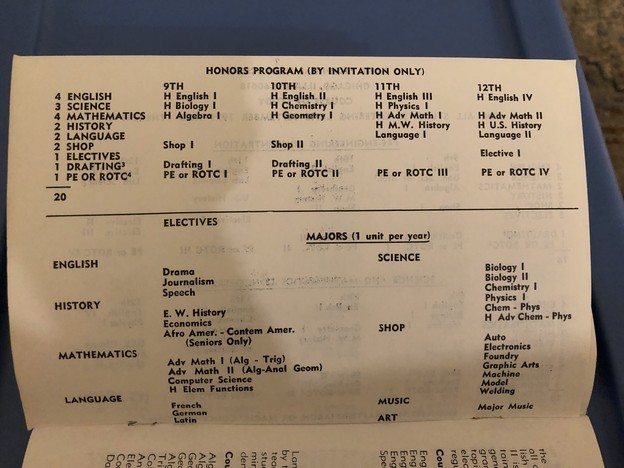 HONORS PROGRAM (BY INVITATION ONLY)
9TH 10TH 11TH 12TH
4 ENGLISH H English I H English II H English III H English IV
3 SCIENCE H Biology I H Chemistry I H Physics I
4 MATHEMATICS H Algebra I H Geometry I H Adv Math I H Adv Math II
2 HISTORY H M.W. History H U.S. History
2 LANGUAGE Language I Language II
2 SHOP Shop I Shop II
1 ELECTIVES Elective I
1 DRAFTING³ Drafting I Drafting II
1 PE OR ROTC⁴ PE or ROTC I PE or ROTC II PE or ROTC III PE or ROTC IV
20
ELECTIVES
MAJORS (1 unit per year)
ENGLISH
Drama
Journalism
Speech
HISTORY
E. W. History
Economics
Afro Amer. - Contem Amer.
(Seniors Only)
MATHEMATICS
Adv Math I (Alg - Trig)
Adv Math II (Alg-Anal Geom)
Computer Science
H Elem Functions
LANGUAGE
French
German
Latin
SCIENCE
Biology I
Biology II
Chemistry I
Physics I
Chem - Phys
H Adv Chem - Phys
SHOP
Auto
Electronics
Foundry
Graphic Arts
Machine
Model
Welding
MUSIC
Major Music
ART